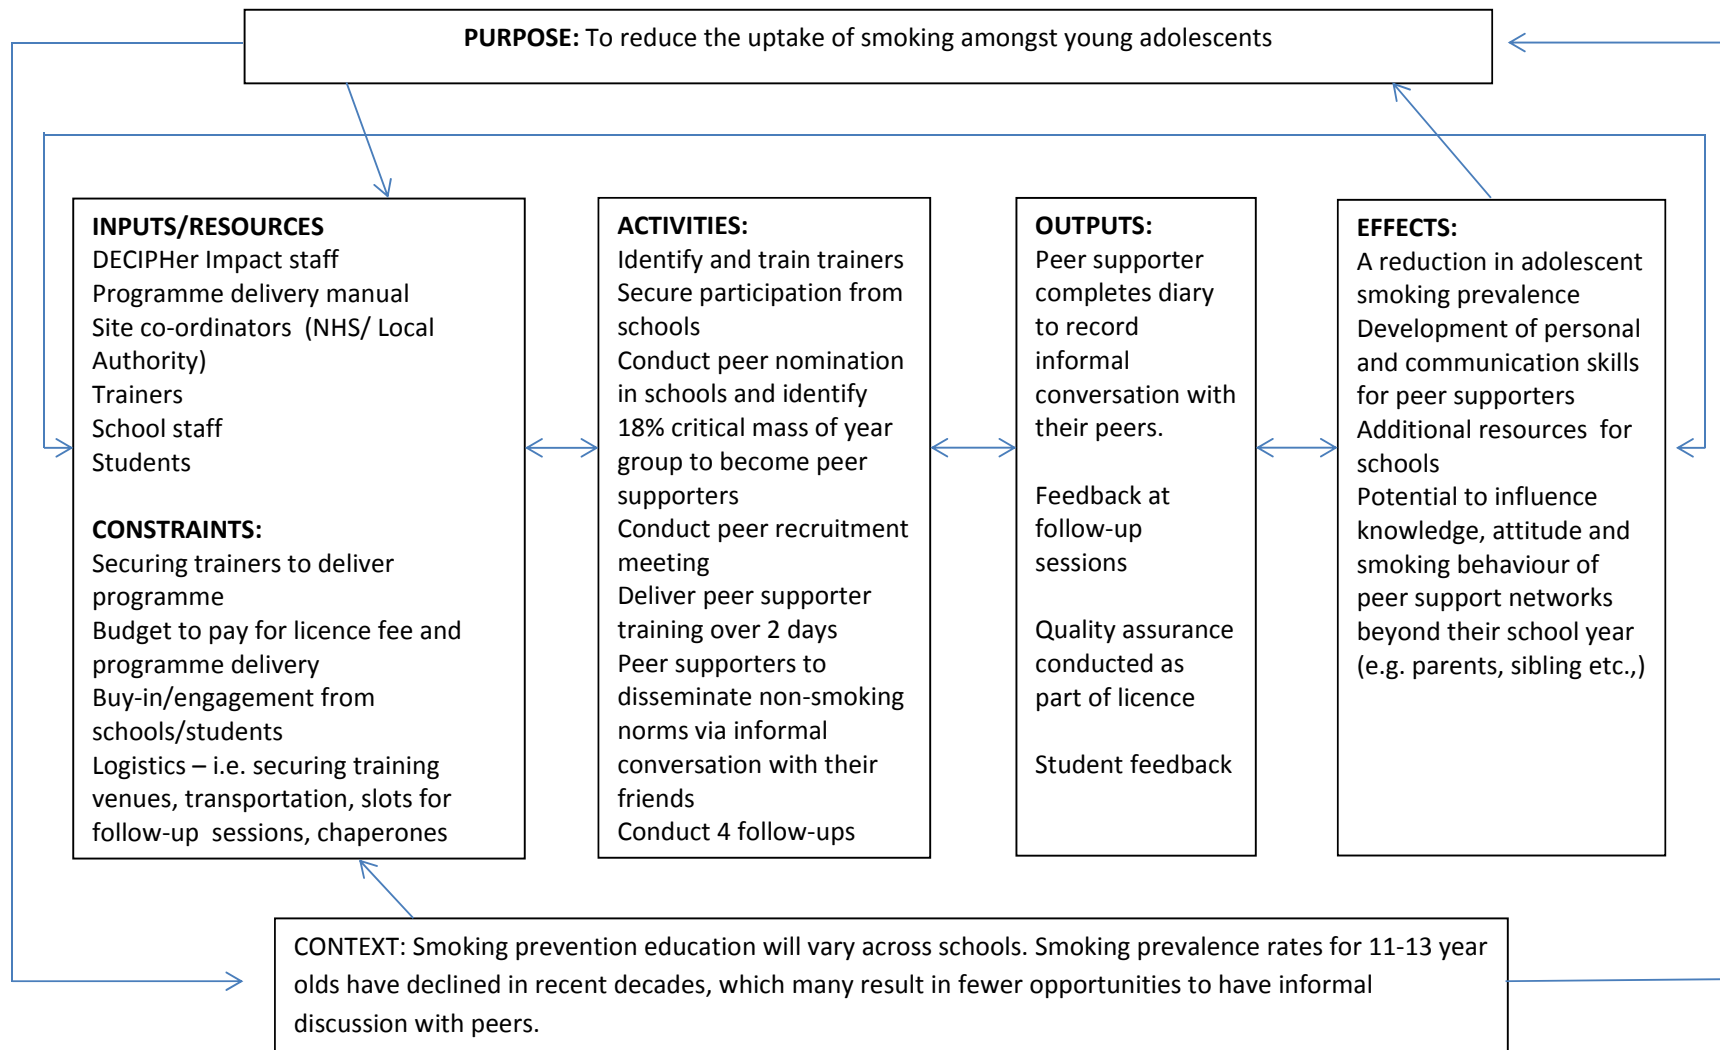 PURPOSE: To reduce the uptake of smoking amongst young adolescents
INPUTS/RESOURCES
DECIPHer Impact staff
Programme delivery manual
Site co-ordinators (NHS/ Local
Authority)
Trainers
School staff
Students
CONSTRAINTS:
Securing trainers to deliver
programme
Budget to pay for licence fee and
programme delivery
Buy-in/engagement from
schools/students
Logistics – i.e. securing training
venues, transportation, slots for
follow-up sessions, chaperones
ACTIVITIES:
Identify and train trainers
Secure participation from
schools
Conduct peer nomination
in schools and identify
18% critical mass of year
group to become peer
supporters
Conduct peer recruitment
meeting
Deliver peer supporter
training over 2 days
Peer supporters to
disseminate non-smoking
norms via informal
conversation with their
friends
Conduct 4 follow-ups
OUTPUTS:
Peer supporter
completes diary
to record
informal
conversation with
their peers.
Feedback at
follow-up
sessions
Quality assurance
conducted as
part of licence
Student feedback
EFFECTS:
A reduction in adolescent
smoking prevalence
Development of personal
and communication skills
for peer supporters
Additional resources for
schools
Potential to influence
knowledge, attitude and
smoking behaviour of
peer support networks
beyond their school year
(e.g. parents, sibling etc.,)
CONTEXT: Smoking prevention education will vary across schools. Smoking prevalence rates for 11-13 year
olds have declined in recent decades, which many result in fewer opportunities to have informal
discussion with peers.